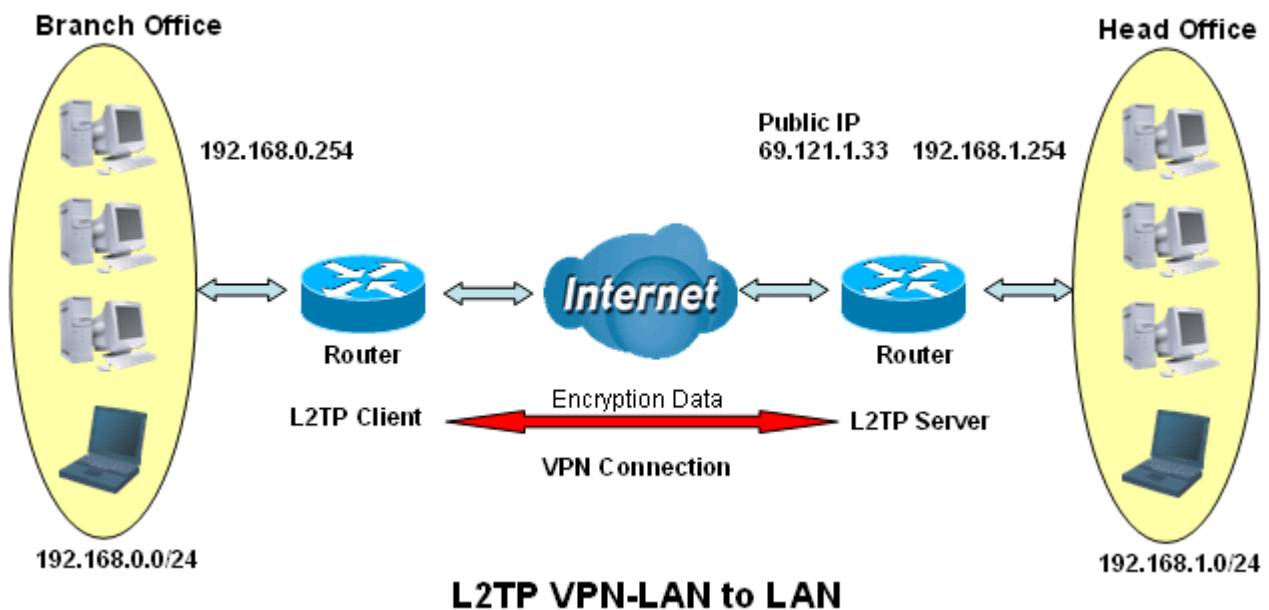 Branch Office
Head Office
192.168.0.254
Public IP
69.121.1.33
192.168.1.254
Internet
Router
Router
L2TP Client
Encryption Data
L2TP Server
VPN Connection
192.168.0.0/24
192.168.1.0/24
L2TP VPN-LAN to LAN